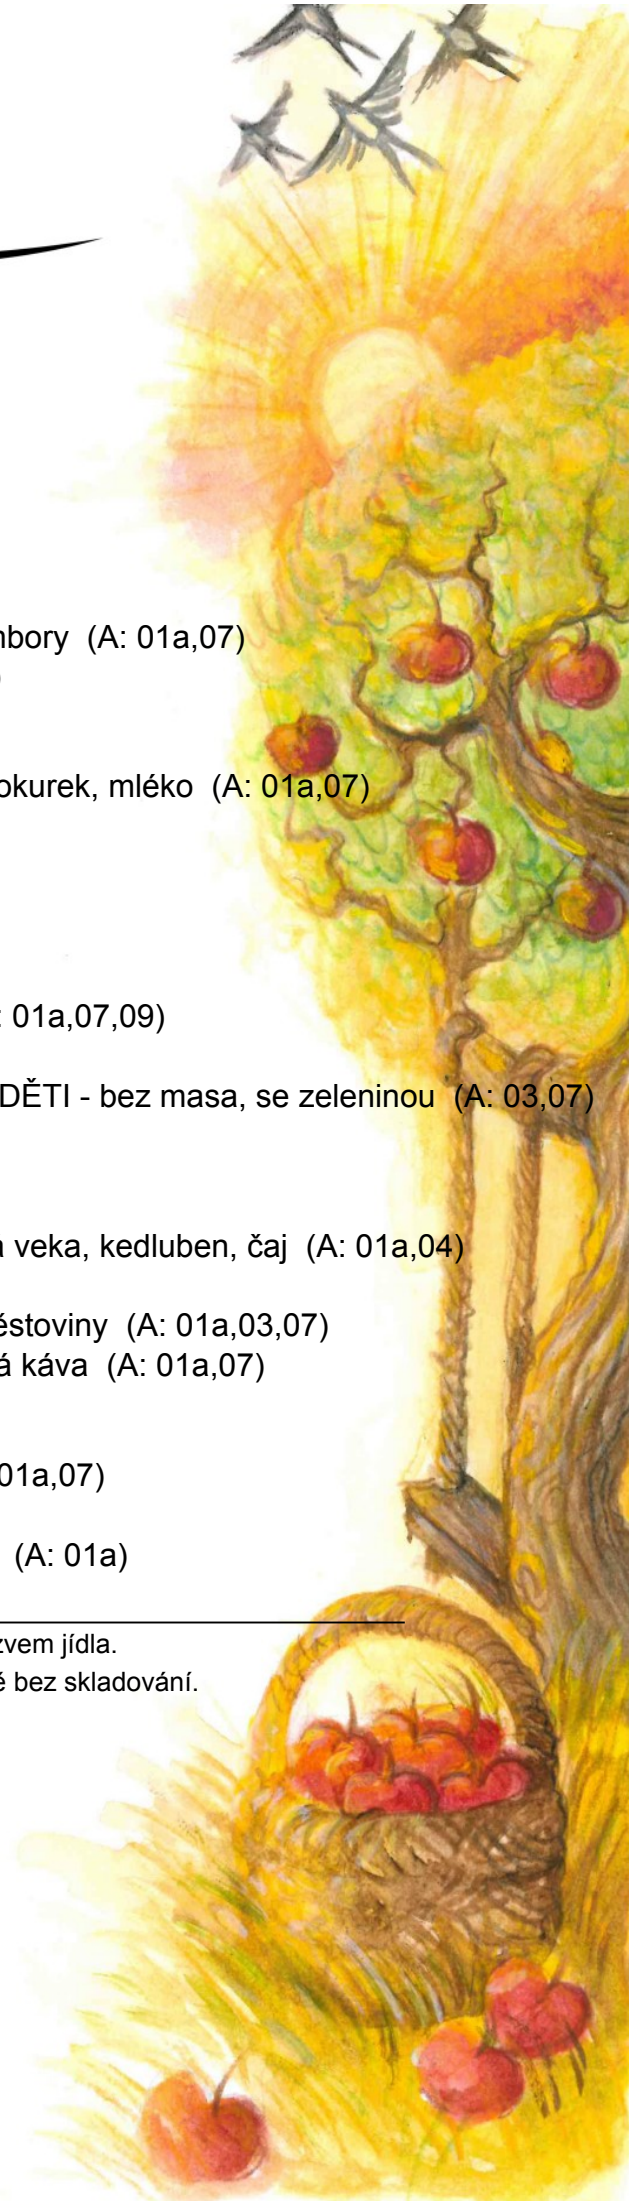 mbory (A: 01a,07)
)
okurek, mléko (A: 01a,07)
: 01a,07,09)
DĚTI - bez masa, se zeleninou (A: 03,07)
a veka, kedluben, čaj (A: 01a,04)
ěstoviny (A: 01a,03,07)
á káva (A: 01a,07)
01a,07)
(A: 01a)
zvem jídla.
é bez skladování.